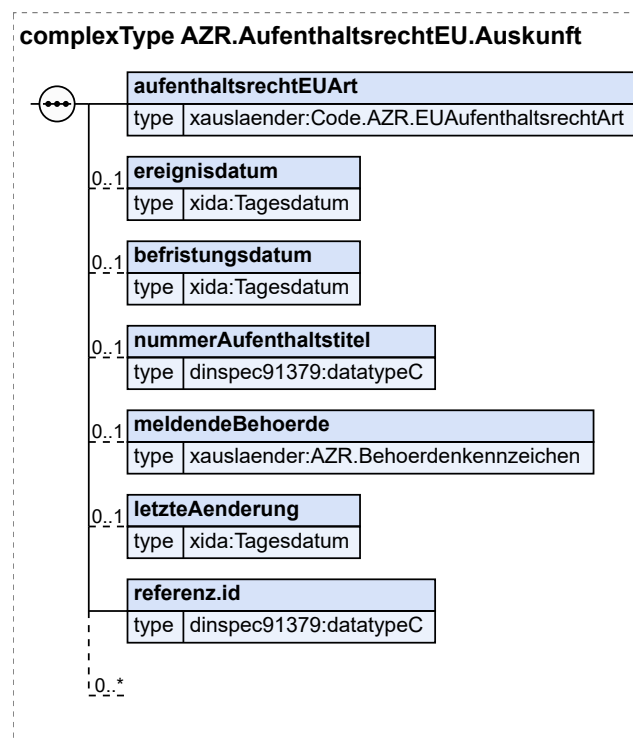 complexType AZR.AufenthaltsrechtEU.Auskunft
aufenthaltsrechtEUArt
type xauslaender:Code.AZR.EUAufenthaltsrechtArt
0..1 ereignisdatum
type xida:Tagesdatum
0..1 befristungsdatum
type xida:Tagesdatum
0..1 nummerAufenthaltstitel
type dinspec91379:datatypeC
0..1 meldendeBehoerde
type xauslaender:AZR.Behoerdenkennzeichen
0..1 letzteAenderung
type xida:Tagesdatum
referenz.id
type dinspec91379:datatypeC
0..*